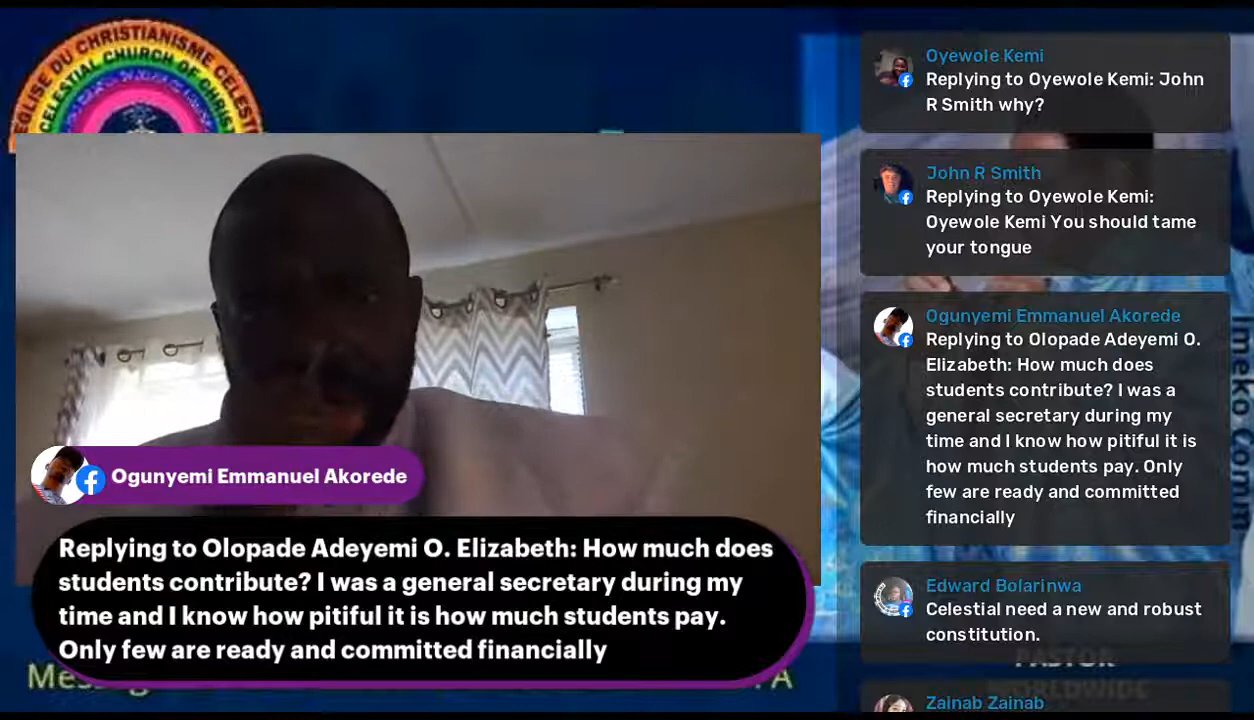 EGLISE DU CHRISTIANISME CELESTE
CELESTIAL CHURCH OF CHRIST
Ogunyemi Emmanuel Akorede
Replying to Olopade Adeyemi O. Elizabeth: How much does
students contribute? I was a general secretary during my
time and I know how pitiful it is how much students pay.
Only few are ready and committed financially
Oyewole Kemi
Replying to Oyewole Kemi: John
R Smith why?
John R Smith
Replying to Oyewole Kemi:
Oyewole Kemi You should tame
your tongue
Ogunyemi Emmanuel Akorede
Replying to Olopade Adeyemi O.
Elizabeth: How much does
students contribute? I was a
general secretary during my
time and I know how pitiful it is
how much students pay. Only
few are ready and committed
financially
Edward Bolarinwa
Celestial need a new and robust
constitution.
PASTOR
WORLDWIDE
Zainab Zainab